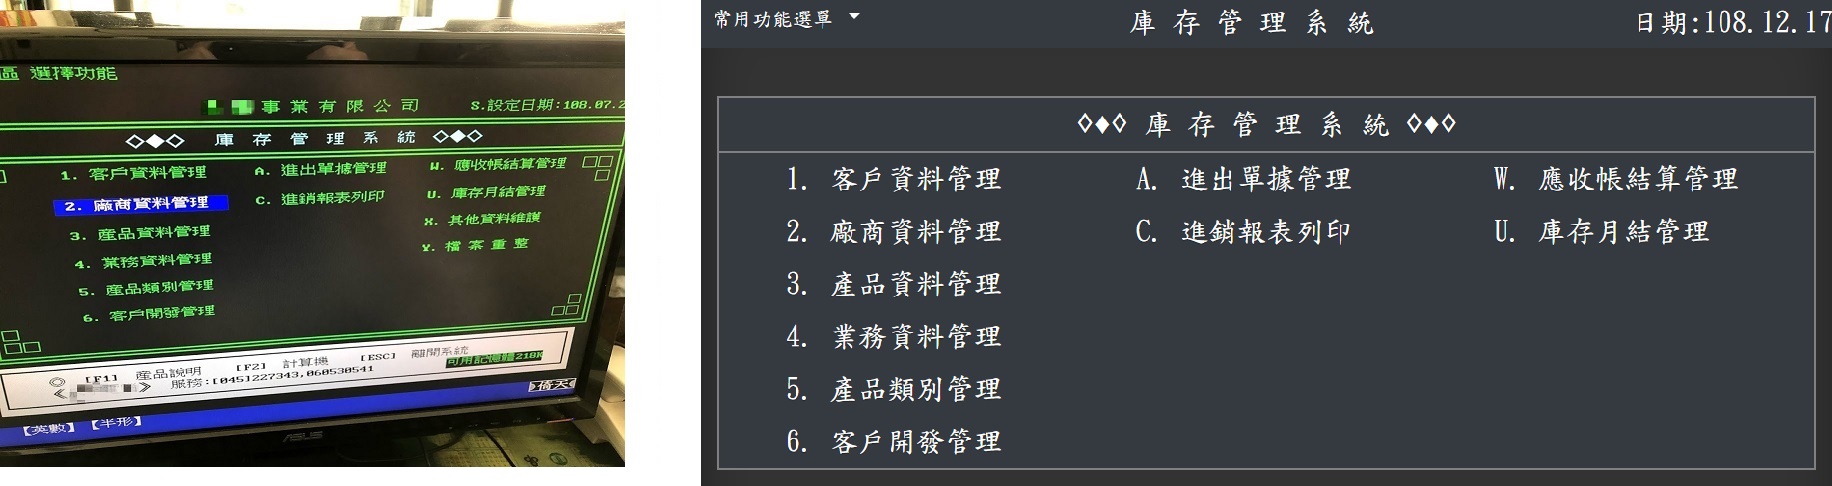 區 選擇功能
事 業 有 限 公 司 S.設定日期:108.07.2
◇◆◇ 庫 存 管 理 系 統 ◇◆◇
1. 客戶資料管理 A. 進出單據管理 W. 應收帳結算管理
2. 廠商資料管理 C. 進銷報表列印 U. 庫存月結管理
3. 產品資料管理 X. 其他資料維護
4. 業務資料管理 Y. 檔 案 重 整
5. 產品類別管理
6. 客戶開發管理
◎ [F1] 產品說明 [F2] 計算機 [ESC] 離開系統
《 》 服務:[045]227343,060530541 可用記憶體218K
倚天
【英數】【半形】
ASUS
常用功能選單 ▼ 庫 存 管 理 系 統 日期:108.12.17
◇◆◇ 庫 存 管 理 系 統 ◇◆◇
1. 客戶資料管理 A. 進出單據管理 W. 應收帳結算管理
2. 廠商資料管理 C. 進銷報表列印 U. 庫存月結管理
3. 產品資料管理
4. 業務資料管理
5. 產品類別管理
6. 客戶開發管理